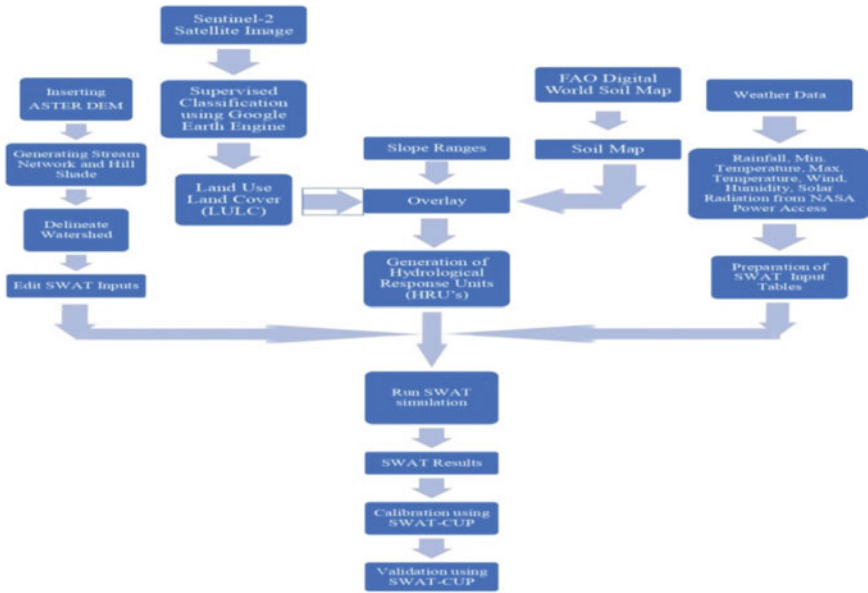 Sentinel-2
Satellite Image
Inserting
ASTER DEM
Supervised
Classification
using Google
Earth Engine
FAO Digital
World Soil Map
Weather Data
Generating Stream
Network and Hill
Shade
Slope Ranges
Soil Map
Rainfall, Min.
Temperature, Max.
Temperature, Wind,
Humidity, Solar
Radiation from NASA
Power Access
Land Use
Land Cover
(LULC)
Overlay
Delineate
Watershed
Edit SWAT Inputs
Generation of
Hydrological
Response Units
(HRU's)
Preparation of
SWAT Input
Tables
Run SWAT
simulation
SWAT Results
Calibration using
SWAT-CUP
Validation using
SWAT-CUP